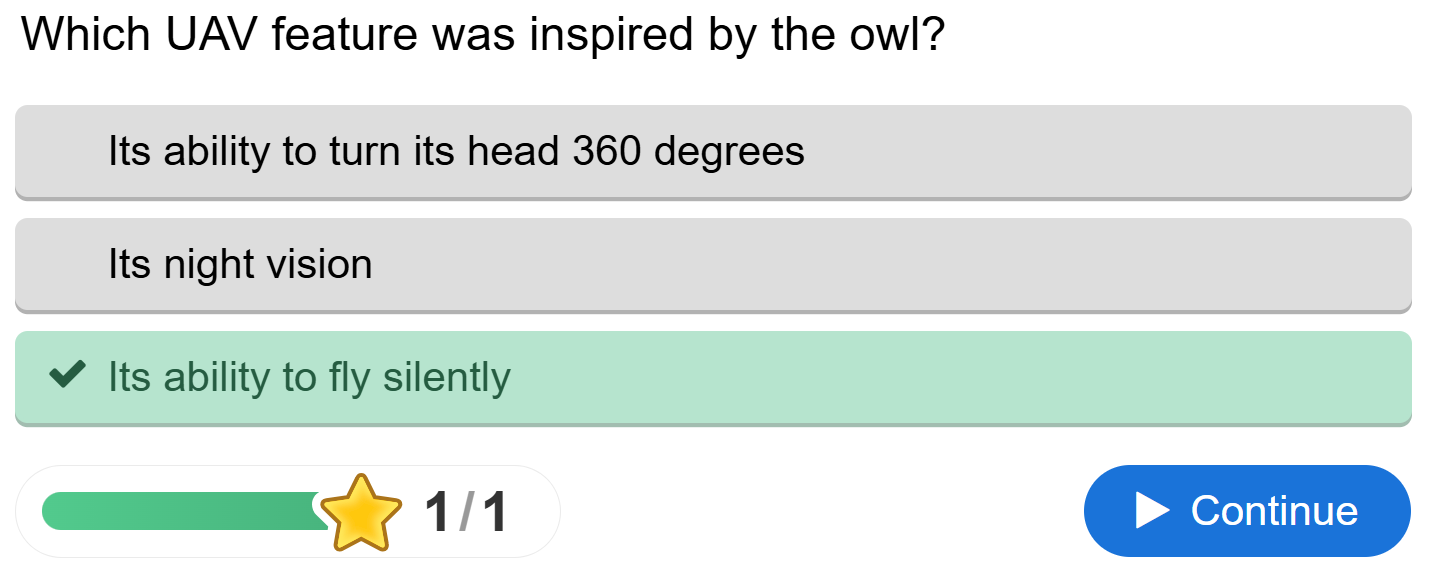 Which UAV feature was inspired by the owl?
Its ability to turn its head 360 degrees
Its night vision
Its ability to fly silently
1/1
Continue